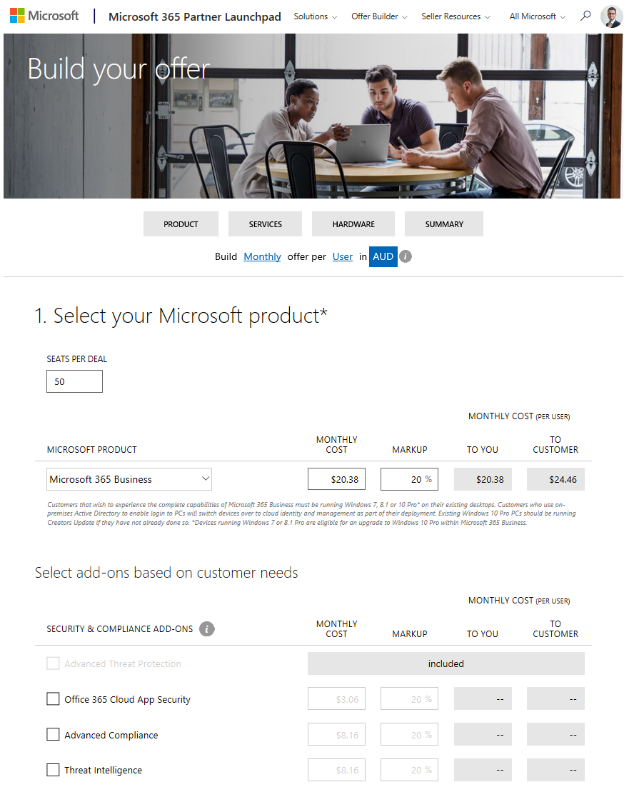 Microsoft | Microsoft 365 Partner Launchpad Solutions Offer Builder Seller Resources All Microsoft
Build your offer
PRODUCT SERVICES HARDWARE SUMMARY
Build Monthly offer per User in AUD i
1. Select your Microsoft product*
SEATS PER DEAL
50
MONTHLY COST (PER USER)
MICROSOFT PRODUCT MONTHLY COST MARKUP TO YOU TO CUSTOMER
Microsoft 365 Business $20.38 20 % $20.38 $24.46
Customers that wish to experience the complete capabilities of Microsoft 365 Business must be running Windows 7, 8.1 or 10 Pro* on their existing desktops. Customers who use on-
premises Active Directory to enable login to PCs will switch devices over to cloud identity and management as part of their deployment. Existing Windows 10 Pro PCs should be running
Creators Update if they have not already done so. *Devices running Windows 7 or 8.1 Pro are eligible for an upgrade to Windows 10 Pro within Microsoft 365 Business.
Select add-ons based on customer needs
MONTHLY COST (PER USER)
SECURITY & COMPLIANCE ADD-ONS i MONTHLY COST MARKUP TO YOU TO CUSTOMER
Advanced Threat Protection included
Office 365 Cloud App Security $3.06 20 % -- --
Advanced Compliance $8.16 20 % -- --
Threat Intelligence $8.16 20 % -- --